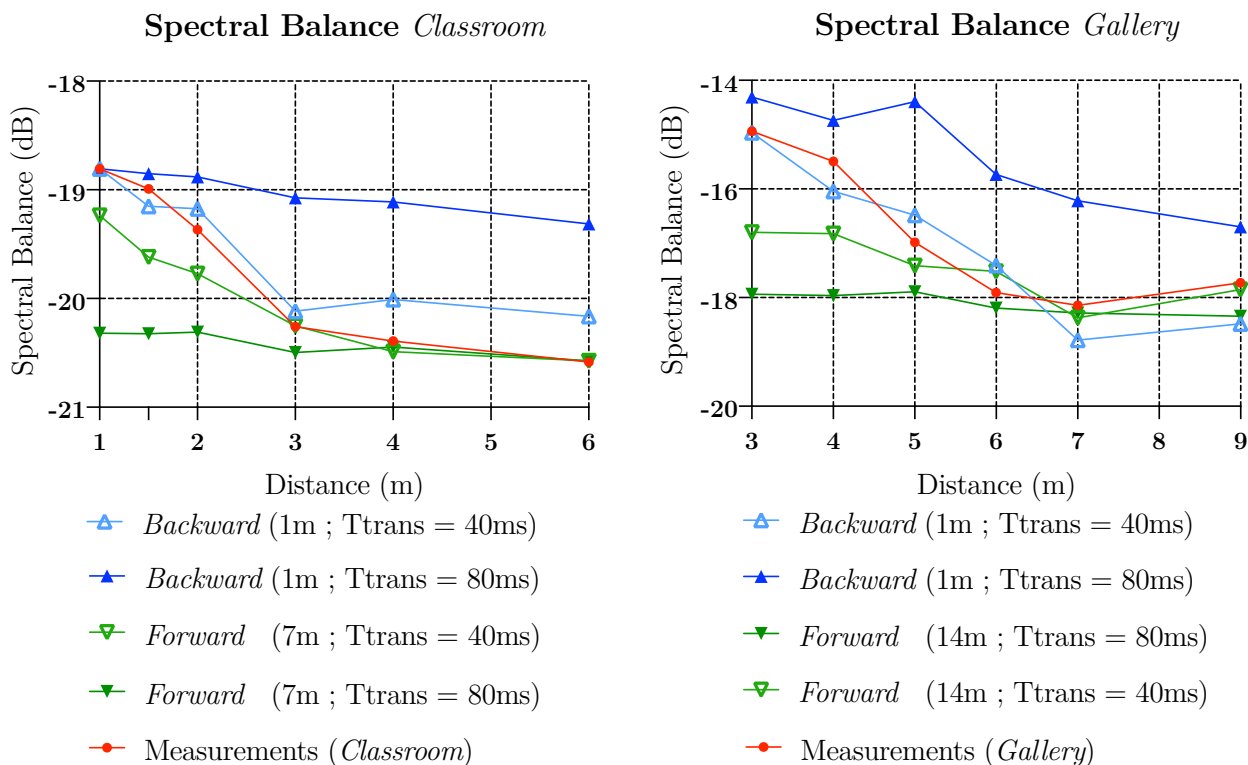 Spectral Balance Classroom
Spectral Balance (dB)
-18
-19
-20
-21
1 2 3 4 5 6
Distance (m)
Backward (1m ; Ttrans = 40ms)
Backward (1m ; Ttrans = 80ms)
Forward (7m ; Ttrans = 40ms)
Forward (7m ; Ttrans = 80ms)
Measurements (Classroom)
Spectral Balance Gallery
Spectral Balance (dB)
-14
-16
-18
-20
3 4 5 6 7 8 9
Distance (m)
Backward (1m ; Ttrans = 40ms)
Backward (1m ; Ttrans = 80ms)
Forward (14m ; Ttrans = 80ms)
Forward (14m ; Ttrans = 40ms)
Measurements (Gallery)